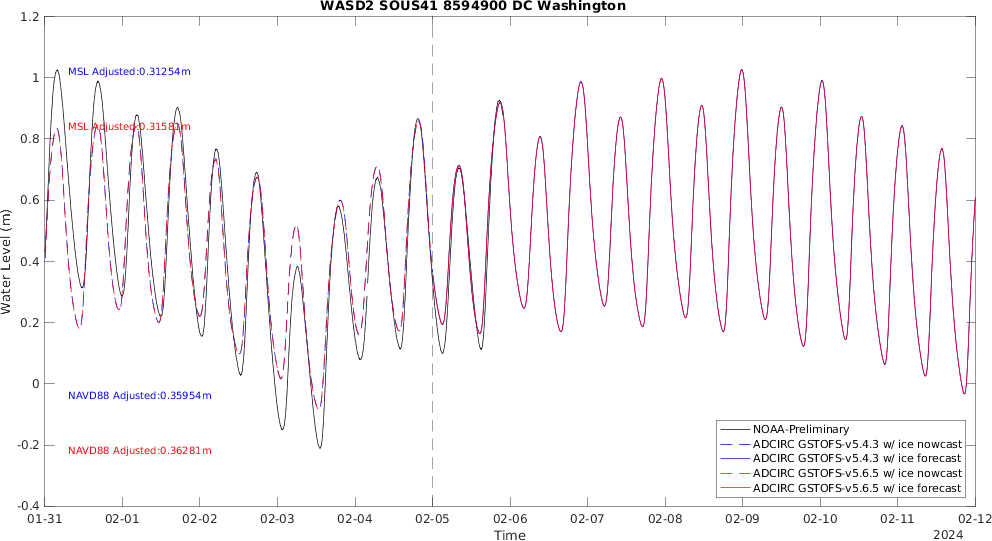 WASD2 SOUS41 8594900 DC Washington
1.2
1
0.8
0.6
0.4
0.2
0
-0.2
-0.4
Water Level (m)
MSL Adjusted:0.31254m
MSL Adjusted:0.31581m
NAVD88 Adjusted:0.35954m
NAVD88 Adjusted:0.36281m
NOAA-Preliminary
ADCIRC GSTOFS-v5.4.3 w/ ice nowcast
ADCIRC GSTOFS-v5.4.3 w/ ice forecast
ADCIRC GSTOFS-v5.6.5 w/ ice nowcast
ADCIRC GSTOFS-v5.6.5 w/ ice forecast
01-31 02-01 02-02 02-03 02-04 02-05 02-06 02-07 02-08 02-09 02-10 02-11 02-12
Time
2024